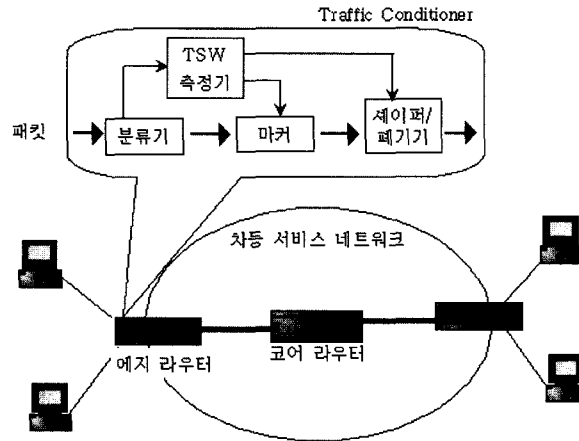 Traffic Conditioner
TSW
측정기
패킷
분류기
마커
셰이퍼/
폐기기
차등 서비스 네트워크
에지 라우터
코어 라우터